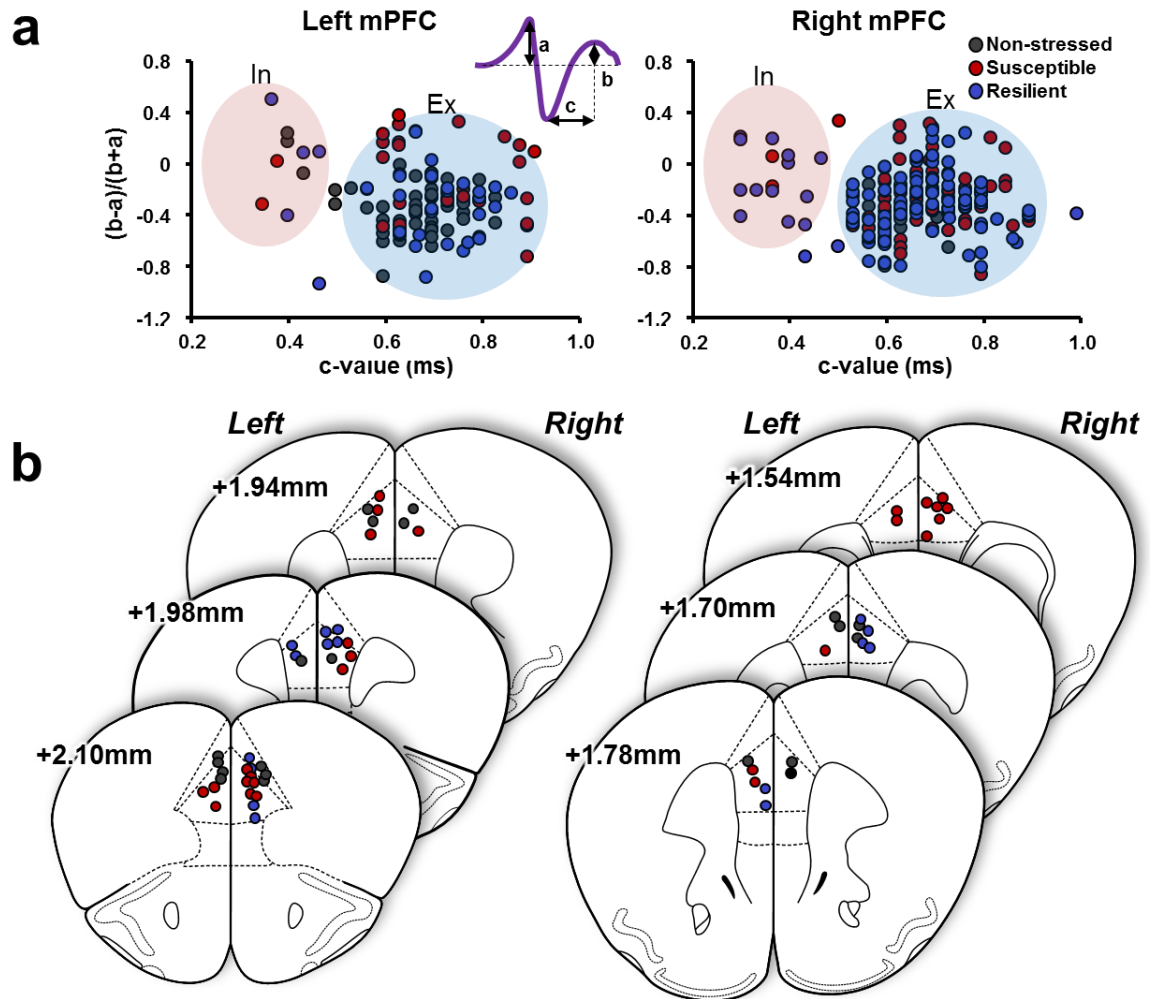 a
Left mPFC
Right mPFC
Non-stressed
Susceptible
Resilient
(b-a)/(b+a)
0.8
0.4
0
-0.4
-0.8
-1.2
In
Ex
a
b
c
0.2
0.4
0.6
0.8
1.0
c-value (ms)
0.8
0.4
0
-0.4
-0.8
-1.2
In
Ex
0.2
0.4
0.6
0.8
1.0
c-value (ms)
b
Left
Right
+1.94mm
+1.98mm
+2.10mm
Left
Right
+1.54mm
+1.70mm
+1.78mm